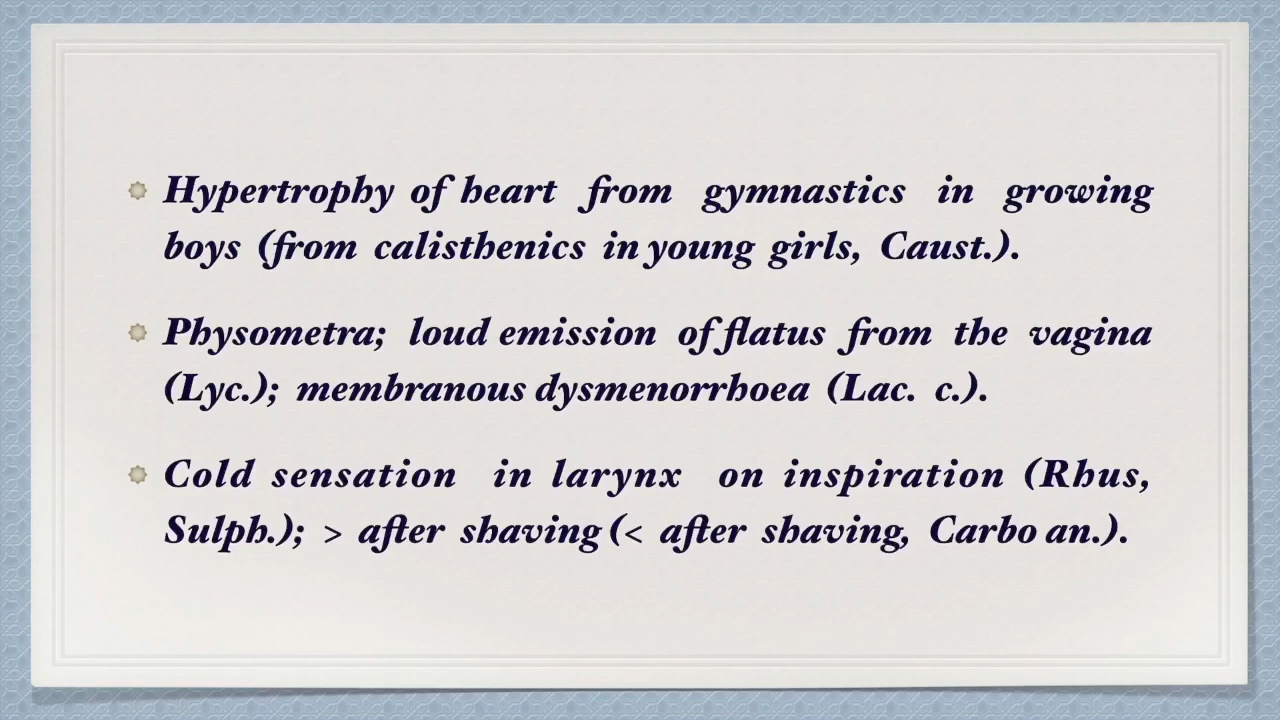 Hypertrophy of heart from gymnastics in growing
boys (from calisthenics in young girls, Caust.).
Physometra; loud emission of flatus from the vagina
(Lyc.); membranous dysmenorrhoea (Lac. c.).
Cold sensation in larynx on inspiration (Rhus,
Sulph.); > after shaving (< after shaving, Carbo an.).